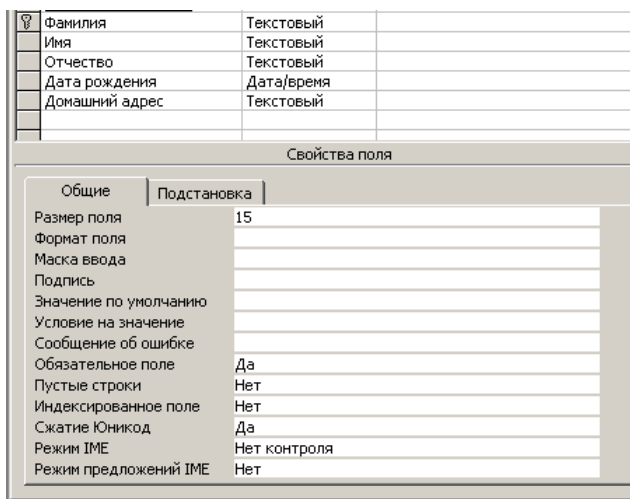 Фамилия Текстовый
Имя Текстовый
Отчество Текстовый
Дата рождения Дата/время
Домашний адрес Текстовый
Свойства поля
Общие Подстановка
Размер поля 15
Формат поля
Маска ввода
Подпись
Значение по умолчанию
Условие на значение
Сообщение об ошибке
Обязательное поле Да
Пустые строки Нет
Индексированное поле Нет
Сжатие Юникод Да
Режим IME Нет контроля
Режим предложений IME Нет